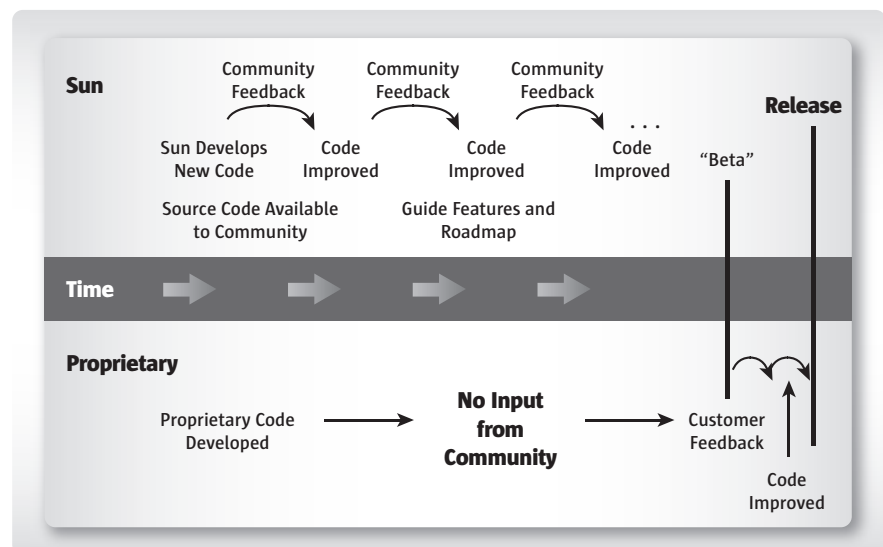 Sun
Community
Feedback
Community
Feedback
Community
Feedback
Release
Sun Develops
New Code
Code
Improved
Code
Improved
. . .
Code
Improved
“Beta”
Source Code Available
to Community
Guide Features and
Roadmap
Time
Proprietary
Proprietary Code
Developed
No Input
from
Community
Customer
Feedback
Code
Improved